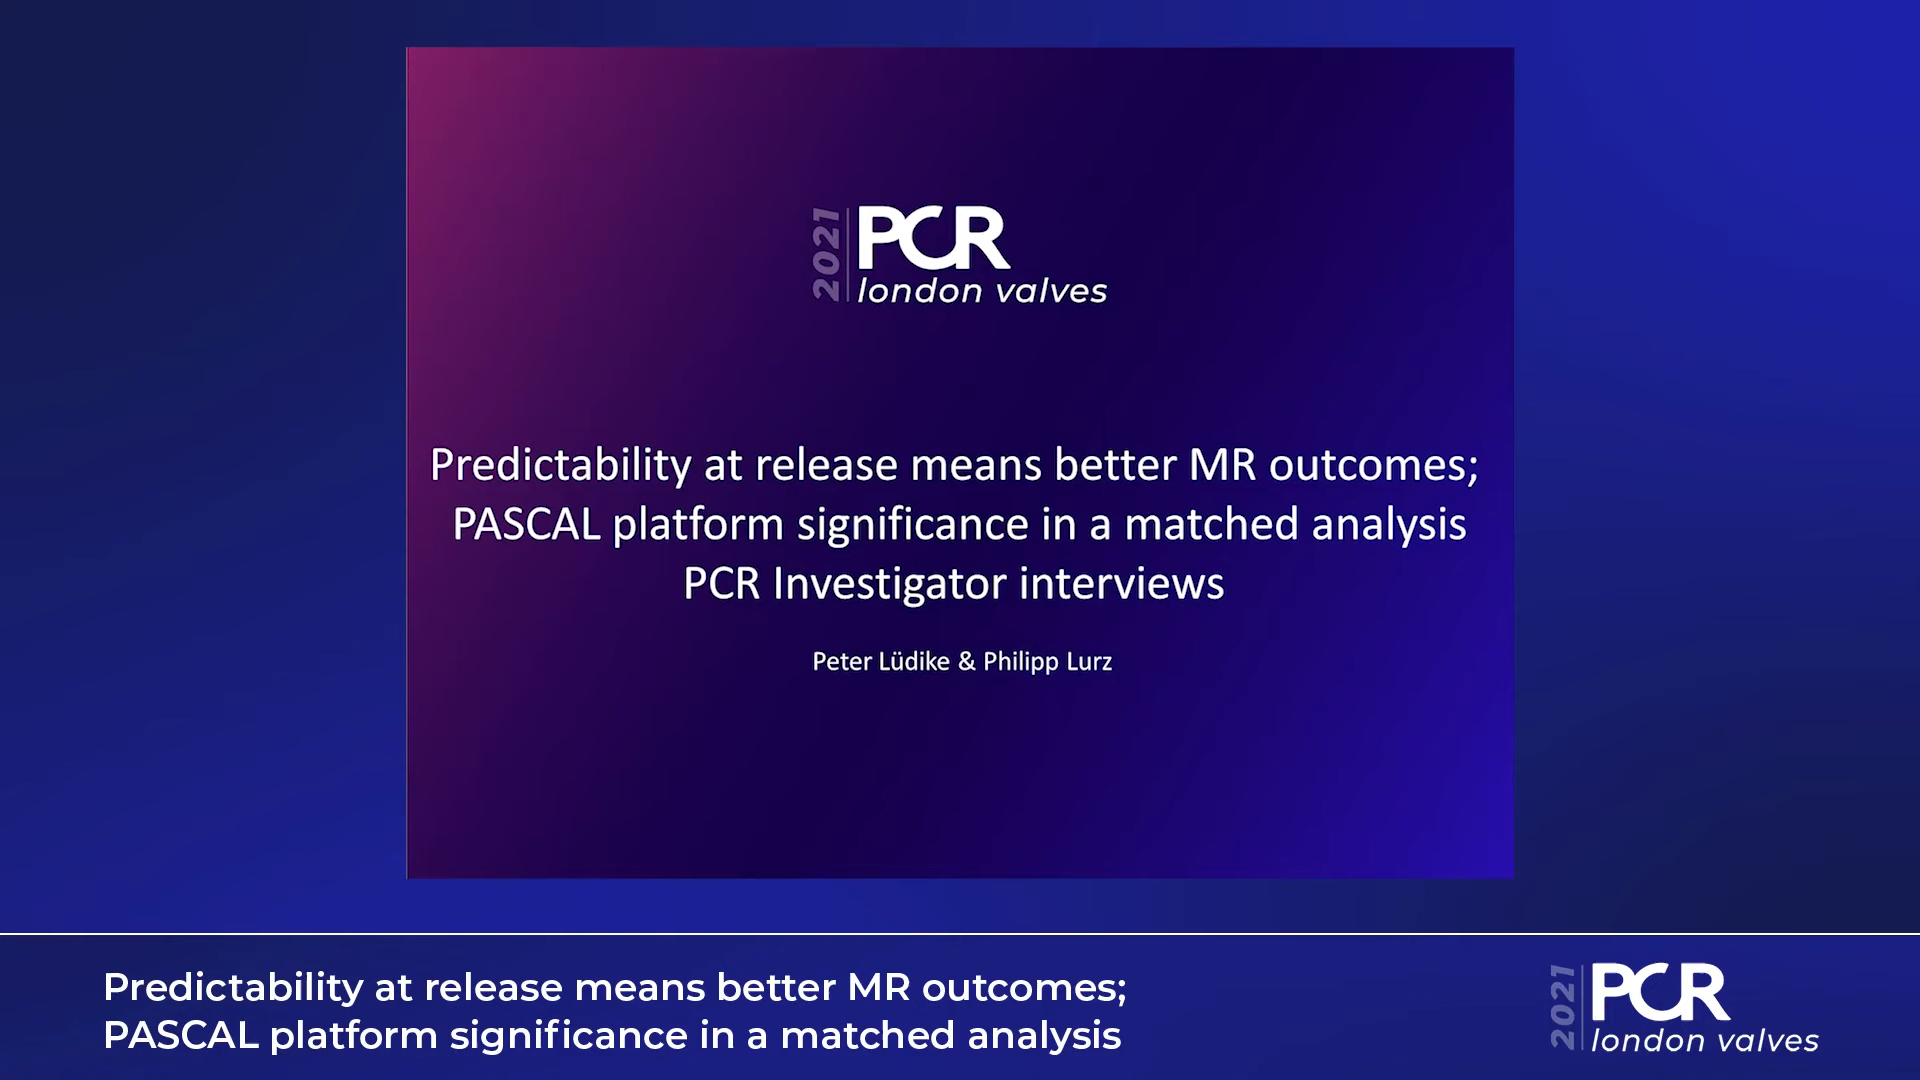 2021
PCR
london valves
Predictability at release means better MR outcomes;
PASCAL platform significance in a matched analysis
PCR Investigator interviews
Peter Lüdike & Philipp Lurz
Predictability at release means better MR outcomes;
PASCAL platform significance in a matched analysis
2021
PCR
london valves